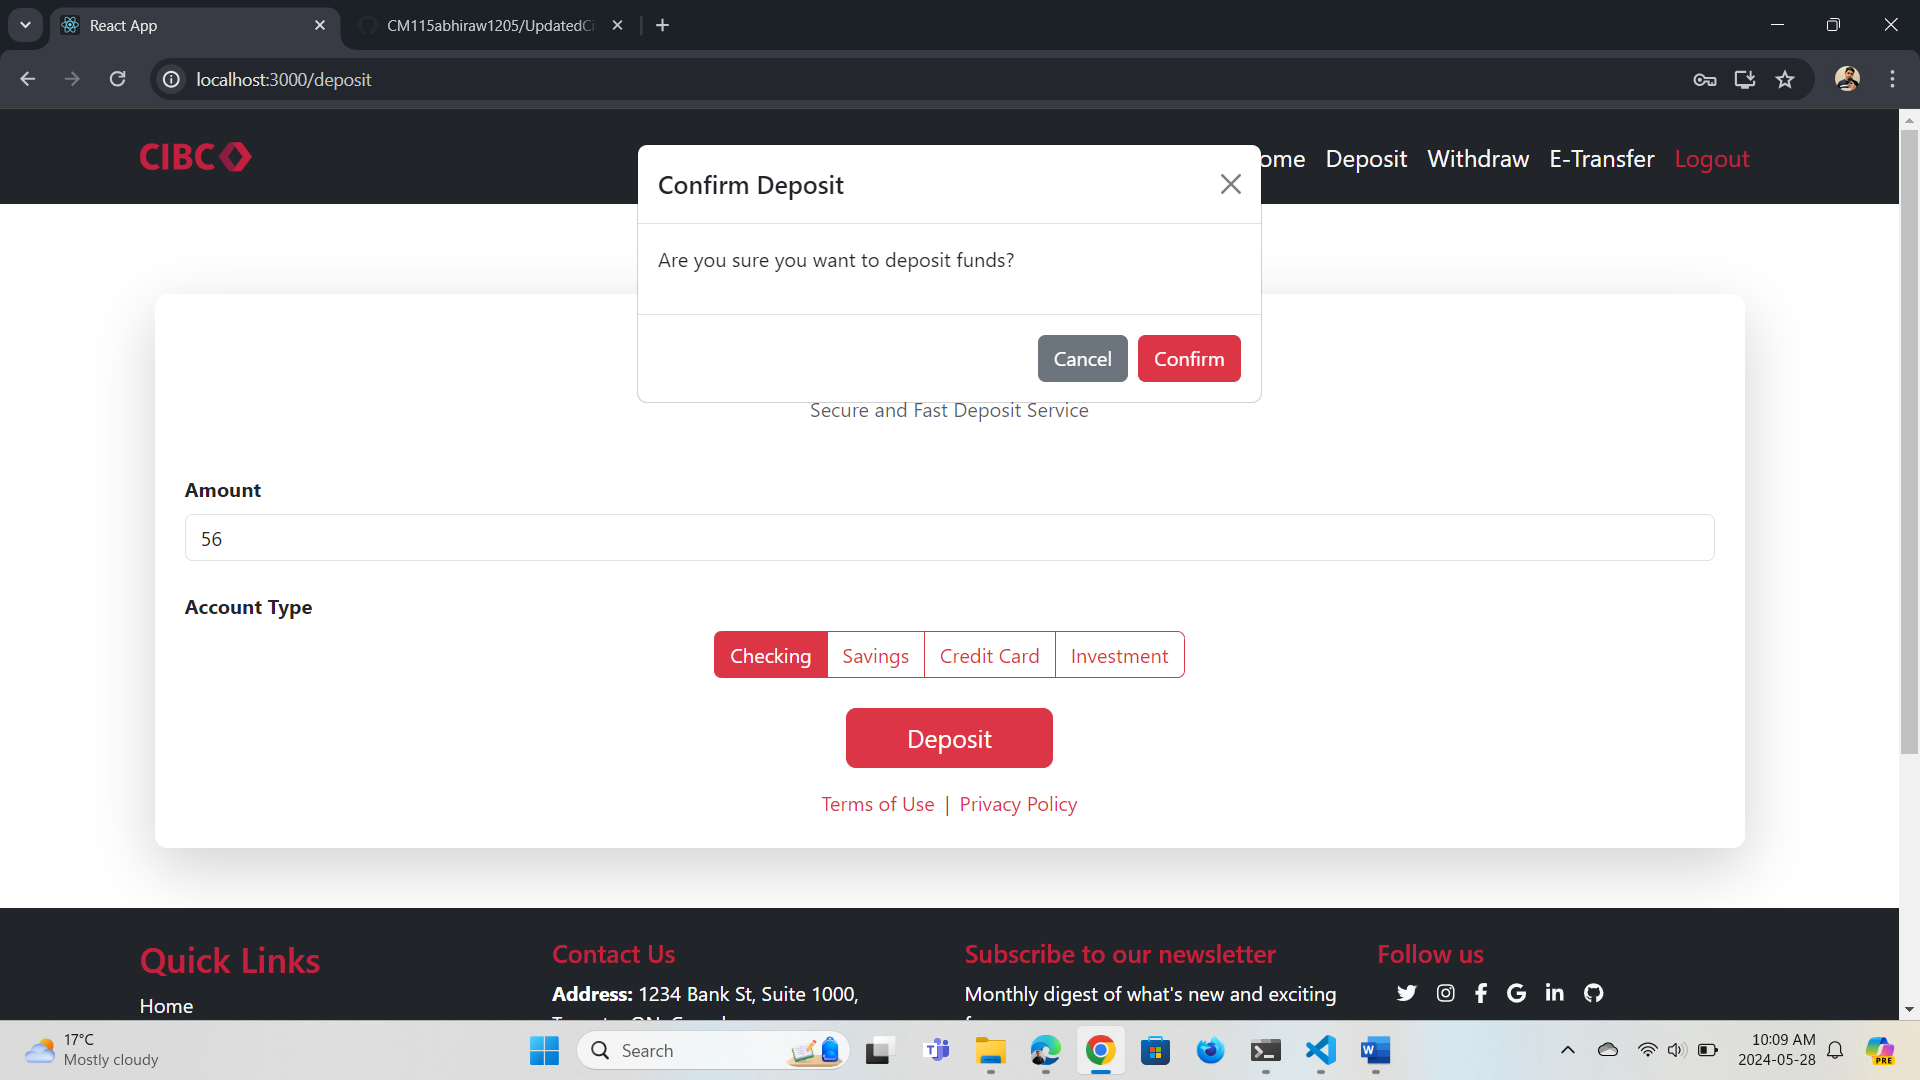 React App
CM115abhiraw1205/UpdatedCi
localhost:3000/deposit
CIBC
ome Deposit Withdraw E-Transfer Logout
Confirm Deposit
Are you sure you want to deposit funds?
Cancel Confirm
Secure and Fast Deposit Service
Amount
56
Account Type
Checking Savings Credit Card Investment
Deposit
Terms of Use | Privacy Policy
Quick Links
Home
Contact Us
Address: 1234 Bank St, Suite 1000,
Subscribe to our newsletter
Monthly digest of what's new and exciting
Follow us
17°C
Mostly cloudy
Search
10:09 AM
2024-05-28
PRE